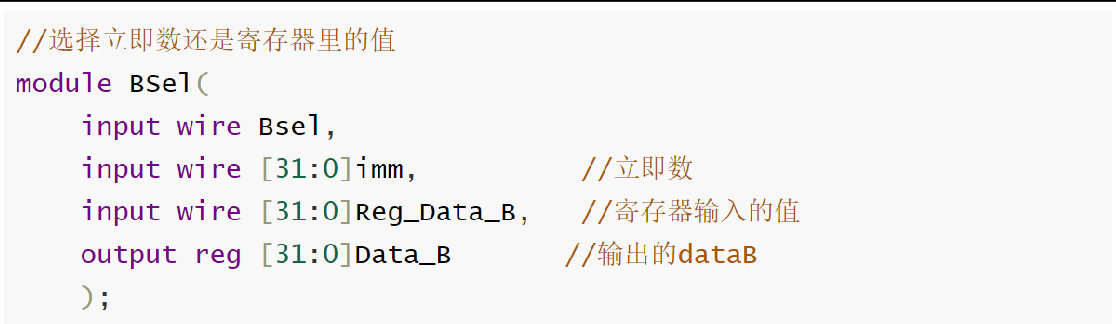 //选择立即数还是寄存器里的值
module BSel(
    input wire Bsel,
    input wire [31:0]imm,          //立即数
    input wire [31:0]Reg_Data_B,   //寄存器输入的值
    output reg [31:0]Data_B       //输出的dataB
    );